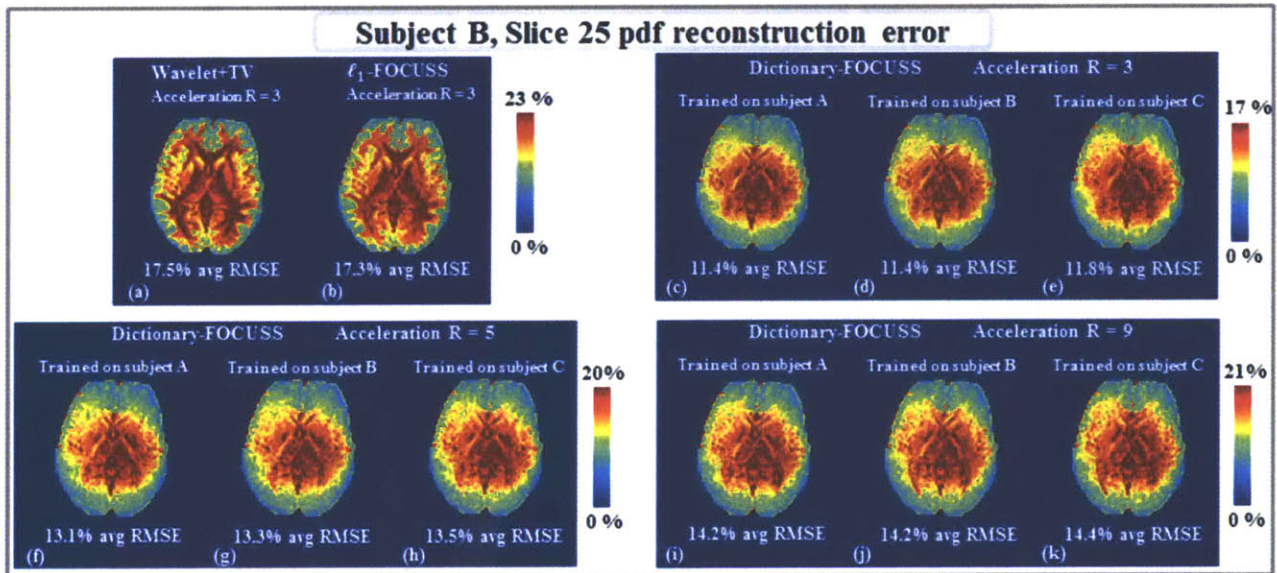 Subject B, Slice 25 pdf reconstruction error
Wavelet+TV
Acceleration R = 3
ℓ1-FOCUSS
Acceleration R = 3
23 %
0 %
17.5% avg RMSE
17.3% avg RMSE
(a)
(b)
Dictionary-FOCUSS Acceleration R = 3
Trained on subject A
Trained on subject B
Trained on subject C
17 %
0 %
11.4% avg RMSE
11.4% avg RMSE
11.8% avg RMSE
(c)
(d)
(e)
Dictionary-FOCUSS Acceleration R = 5
Trained on subject A
Trained on subject B
Trained on subject C
20%
0 %
13.1% avg RMSE
13.3% avg RMSE
13.5% avg RMSE
(f)
(g)
(h)
Dictionary-FOCUSS Acceleration R = 9
Trained on subject A
Trained on subject B
Trained on subject C
21%
0 %
14.2% avg RMSE
14.2% avg RMSE
14.4% avg RMSE
(i)
(j)
(k)